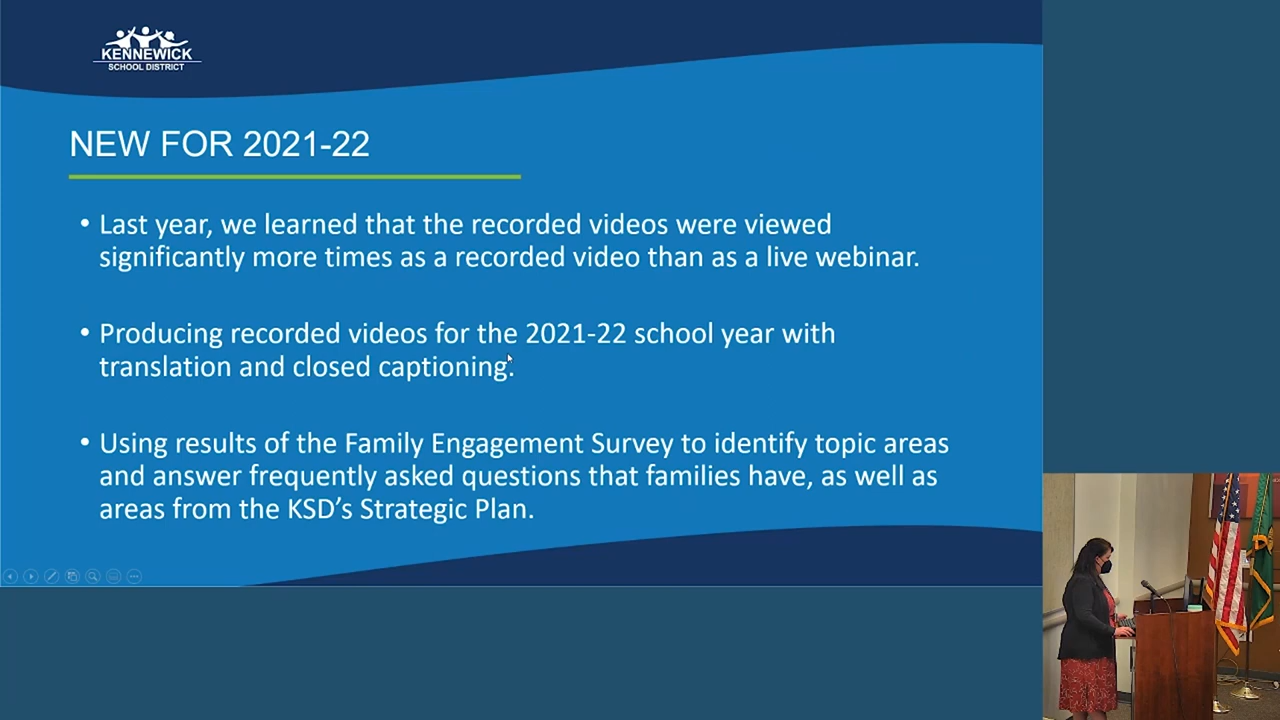 KENNEWICK
SCHOOL DISTRICT
NEW FOR 2021-22
• Last year, we learned that the recorded videos were viewed
significantly more times as a recorded video than as a live webinar.
• Producing recorded videos for the 2021-22 school year with
translation and closed captioning.
• Using results of the Family Engagement Survey to identify topic areas
and answer frequently asked questions that families have, as well as
areas from the KSD’s Strategic Plan.